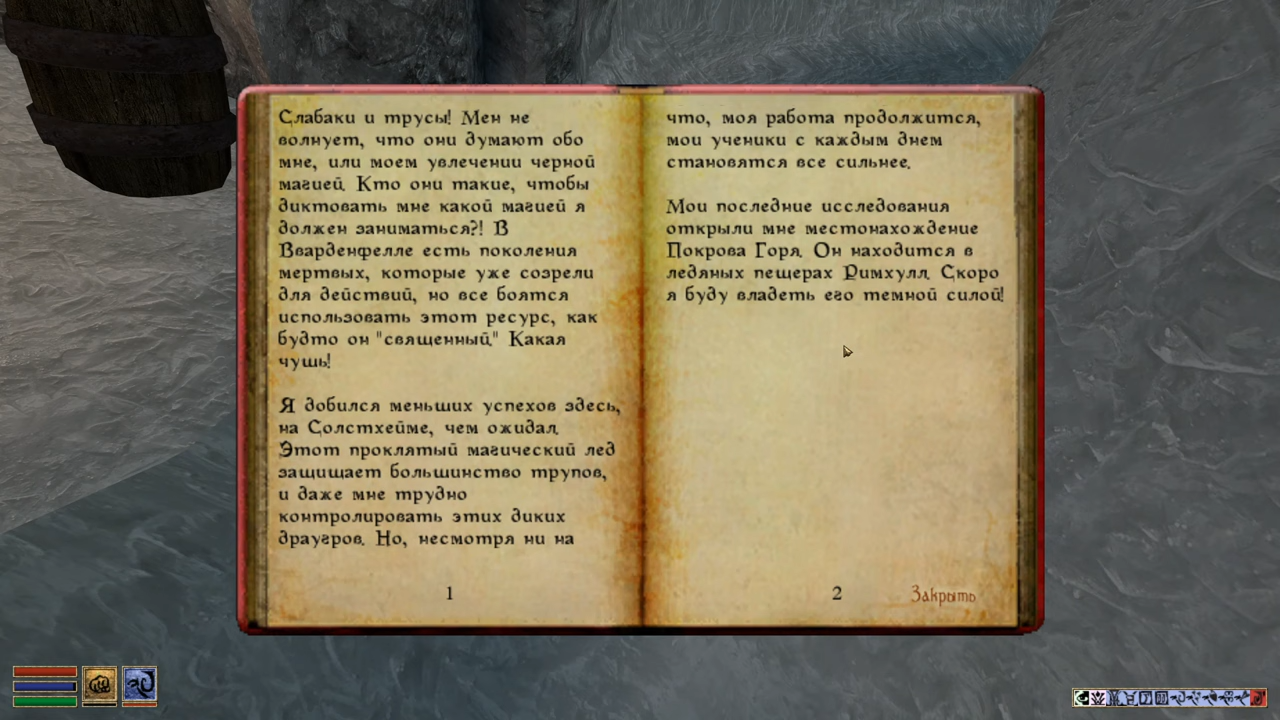 Слабаки и трусы! Мен не
волнует, что они думают обо
мне, или моем увлечении черной
магией. Кто они такие, чтобы
диктовать мне какой магией я
должен заниматься?! В
Вварденфелле есть поколения
мертвых, которые уже созрели
для действий, но все боятся
использовать этот ресурс, как
будто он "священный." Какая
чушь!
Я добился меньших успехов здесь,
на Солстхейме, чем ожидал.
Этот проклятый магический лед
защищает большинство трупов,
и даже мне трудно
контролировать этих диких
драугров. Но, несмотря ни на
1
что, моя работа продолжится,
мои ученики с каждым днем
становятся все сильнее.
Мои последние исследования
открыли мне местонахождение
Покрова Горя. Он находится в
ледяных пещерах Римхулл. Скоро
я буду владеть его темной силой!
2
Закрыть